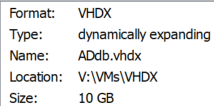 Format: VHDX
Type: dynamically expanding
Name: ADdb.vhdx
Location: V:\VMs\VHDX
Size: 10 GB